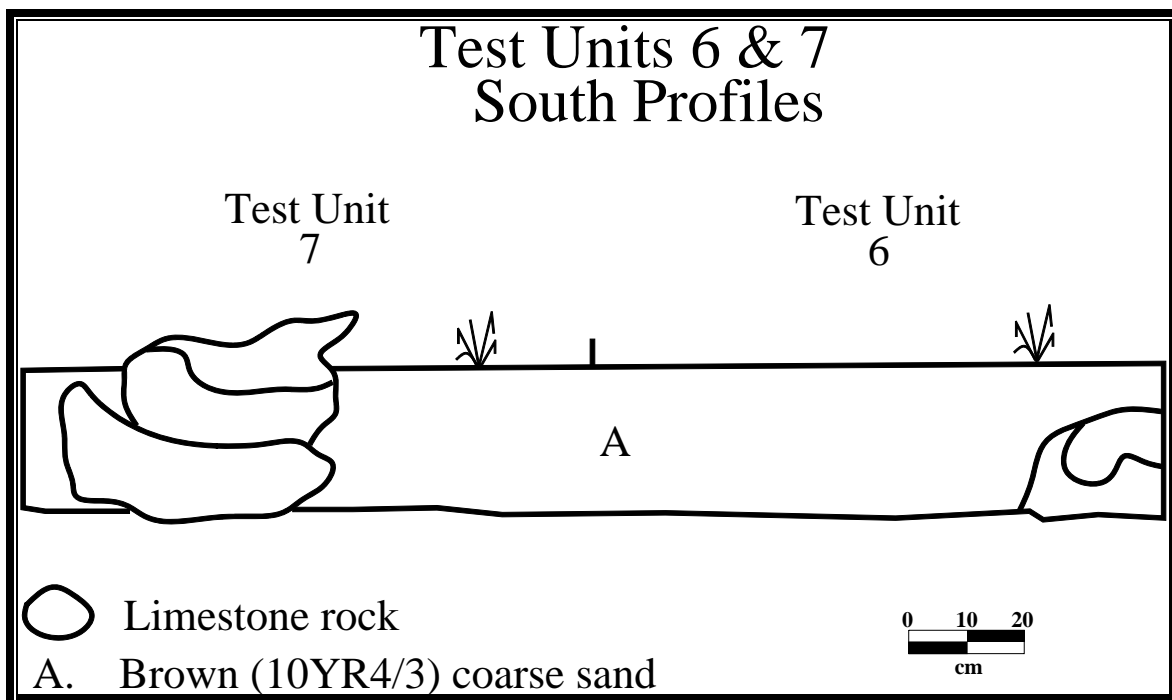 Test Units 6 & 7
South Profiles
Test Unit
7
Test Unit
6
A
Limestone rock
0 10 20
cm
A. Brown (10YR4/3) coarse sand